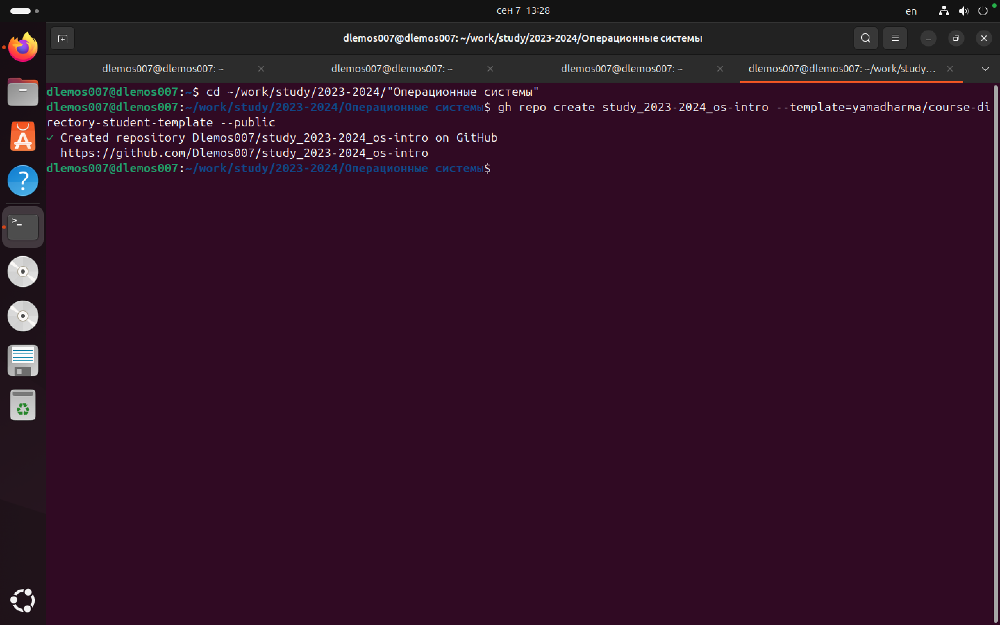 сен 7 13:28
en
dlemos007@dlemos007: ~/work/study/2023-2024/Операционные системы
dlemos007@dlemos007: ~
dlemos007@dlemos007: ~
dlemos007@dlemos007: ~
dlemos007@dlemos007: ~/work/study…
dlemos007@dlemos007:~$ cd ~/work/study/2023-2024/"Операционные системы"
dlemos007@dlemos007:~/work/study/2023-2024/Операционные системы$ gh repo create study_2023-2024_os-intro --template=yamadharma/course-di
rectory-student-template --public
✓ Created repository Dlemos007/study_2023-2024_os-intro on GitHub
https://github.com/Dlemos007/study_2023-2024_os-intro
dlemos007@dlemos007:~/work/study/2023-2024/Операционные системы$